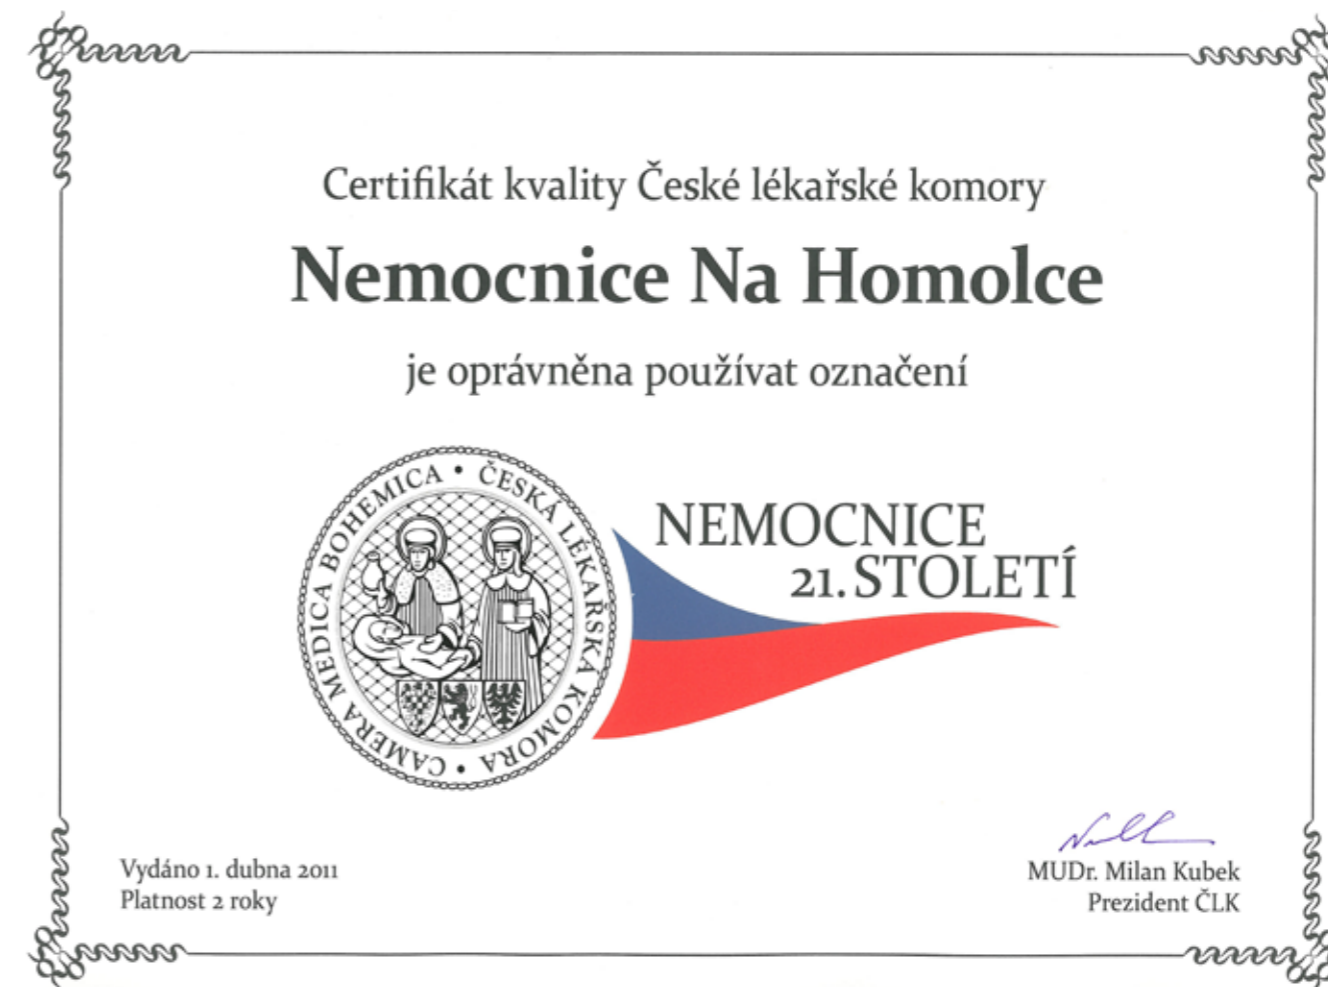 Certifikát kvality České lékařské komory
Nemocnice Na Homolce
je oprávněna používat označení
CAMERA MEDICA BOHEMICA • ČESKÁ LÉKAŘSKÁ KOMORA •
NEMOCNICE
21. STOLETÍ
Vydáno 1. dubna 2011
Platnost 2 roky
MUDr. Milan Kubek
Prezident ČLK